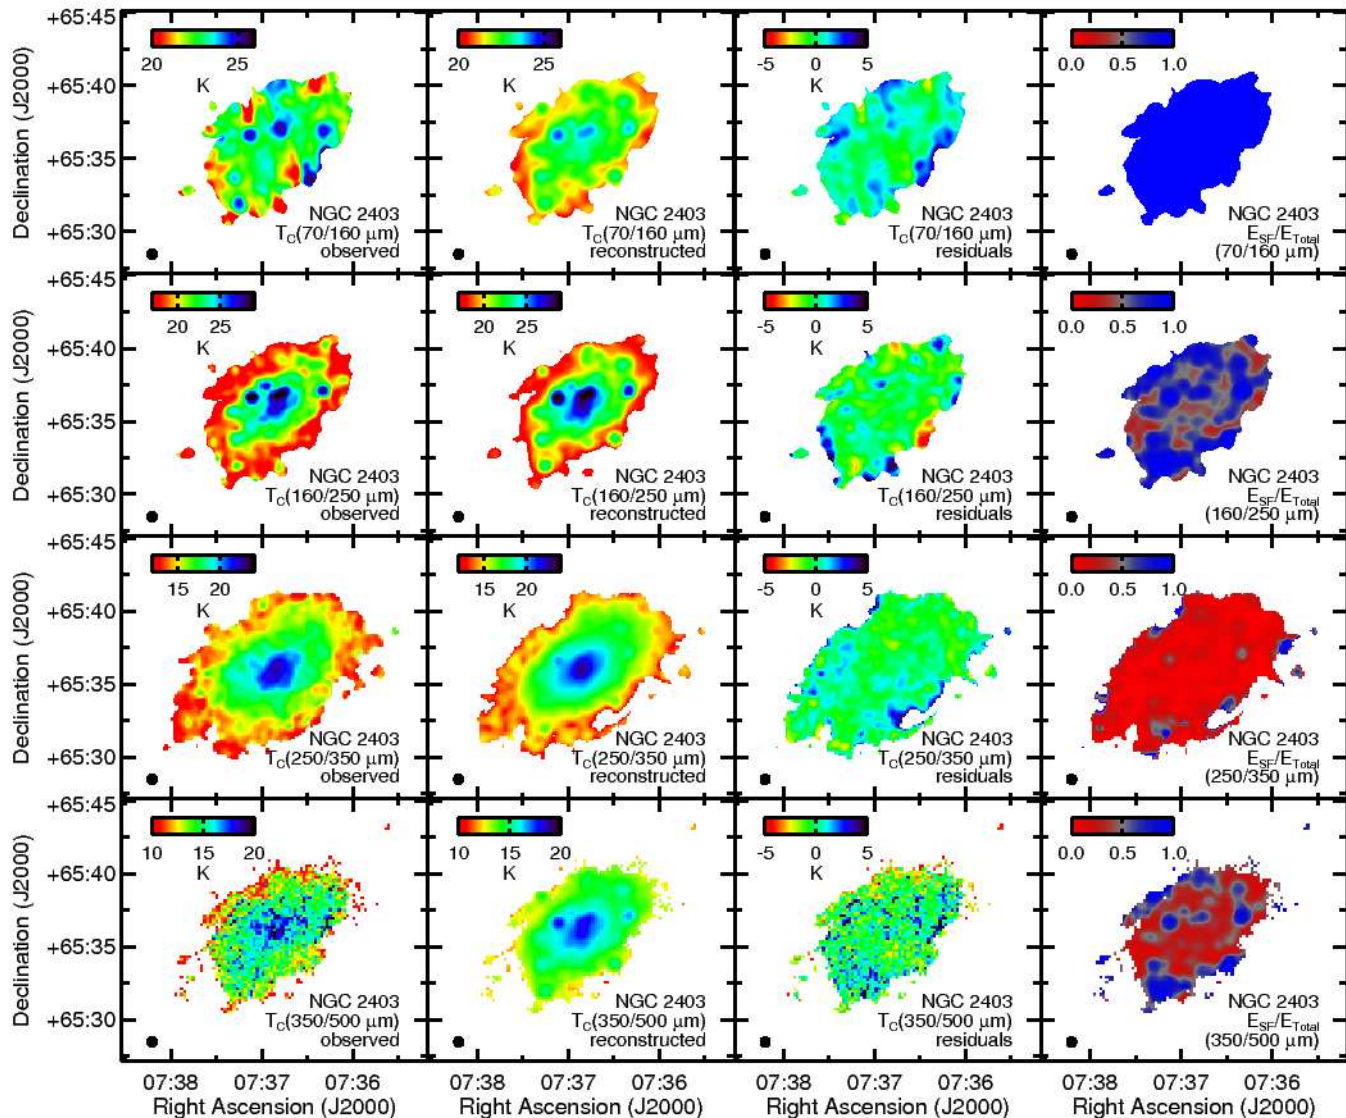 +65:45
20 25
K
20 25
K
-5 0 5
K
0.0 0.5 1.0
+65:40
+65:35
+65:30
Declination (J2000)
NGC 2403
T_C(70/160 μm)
observed
NGC 2403
T_C(70/160 μm)
reconstructed
NGC 2403
T_C(70/160 μm)
residuals
NGC 2403
E_SF/E_Total
(70/160 μm)
+65:45
20 25
K
20 25
K
-5 0 5
K
0.0 0.5 1.0
+65:40
+65:35
+65:30
Declination (J2000)
NGC 2403
T_C(160/250 μm)
observed
NGC 2403
T_C(160/250 μm)
reconstructed
NGC 2403
T_C(160/250 μm)
residuals
NGC 2403
E_SF/E_Total
(160/250 μm)
+65:45
15 20
K
15 20
K
-5 0 5
K
0.0 0.5 1.0
+65:40
+65:35
+65:30
Declination (J2000)
NGC 2403
T_C(250/350 μm)
observed
NGC 2403
T_C(250/350 μm)
reconstructed
NGC 2403
T_C(250/350 μm)
residuals
NGC 2403
E_SF/E_Total
(250/350 μm)
+65:45
10 15 20
K
10 15 20
K
-5 0 5
K
0.0 0.5 1.0
+65:40
+65:35
+65:30
Declination (J2000)
NGC 2403
T_C(350/500 μm)
observed
NGC 2403
T_C(350/500 μm)
reconstructed
NGC 2403
T_C(350/500 μm)
residuals
NGC 2403
E_SF/E_Total
(350/500 μm)
07:38 07:37 07:36
Right Ascension (J2000)
07:38 07:37 07:36
Right Ascension (J2000)
07:38 07:37 07:36
Right Ascension (J2000)
07:38 07:37 07:36
Right Ascension (J2000)